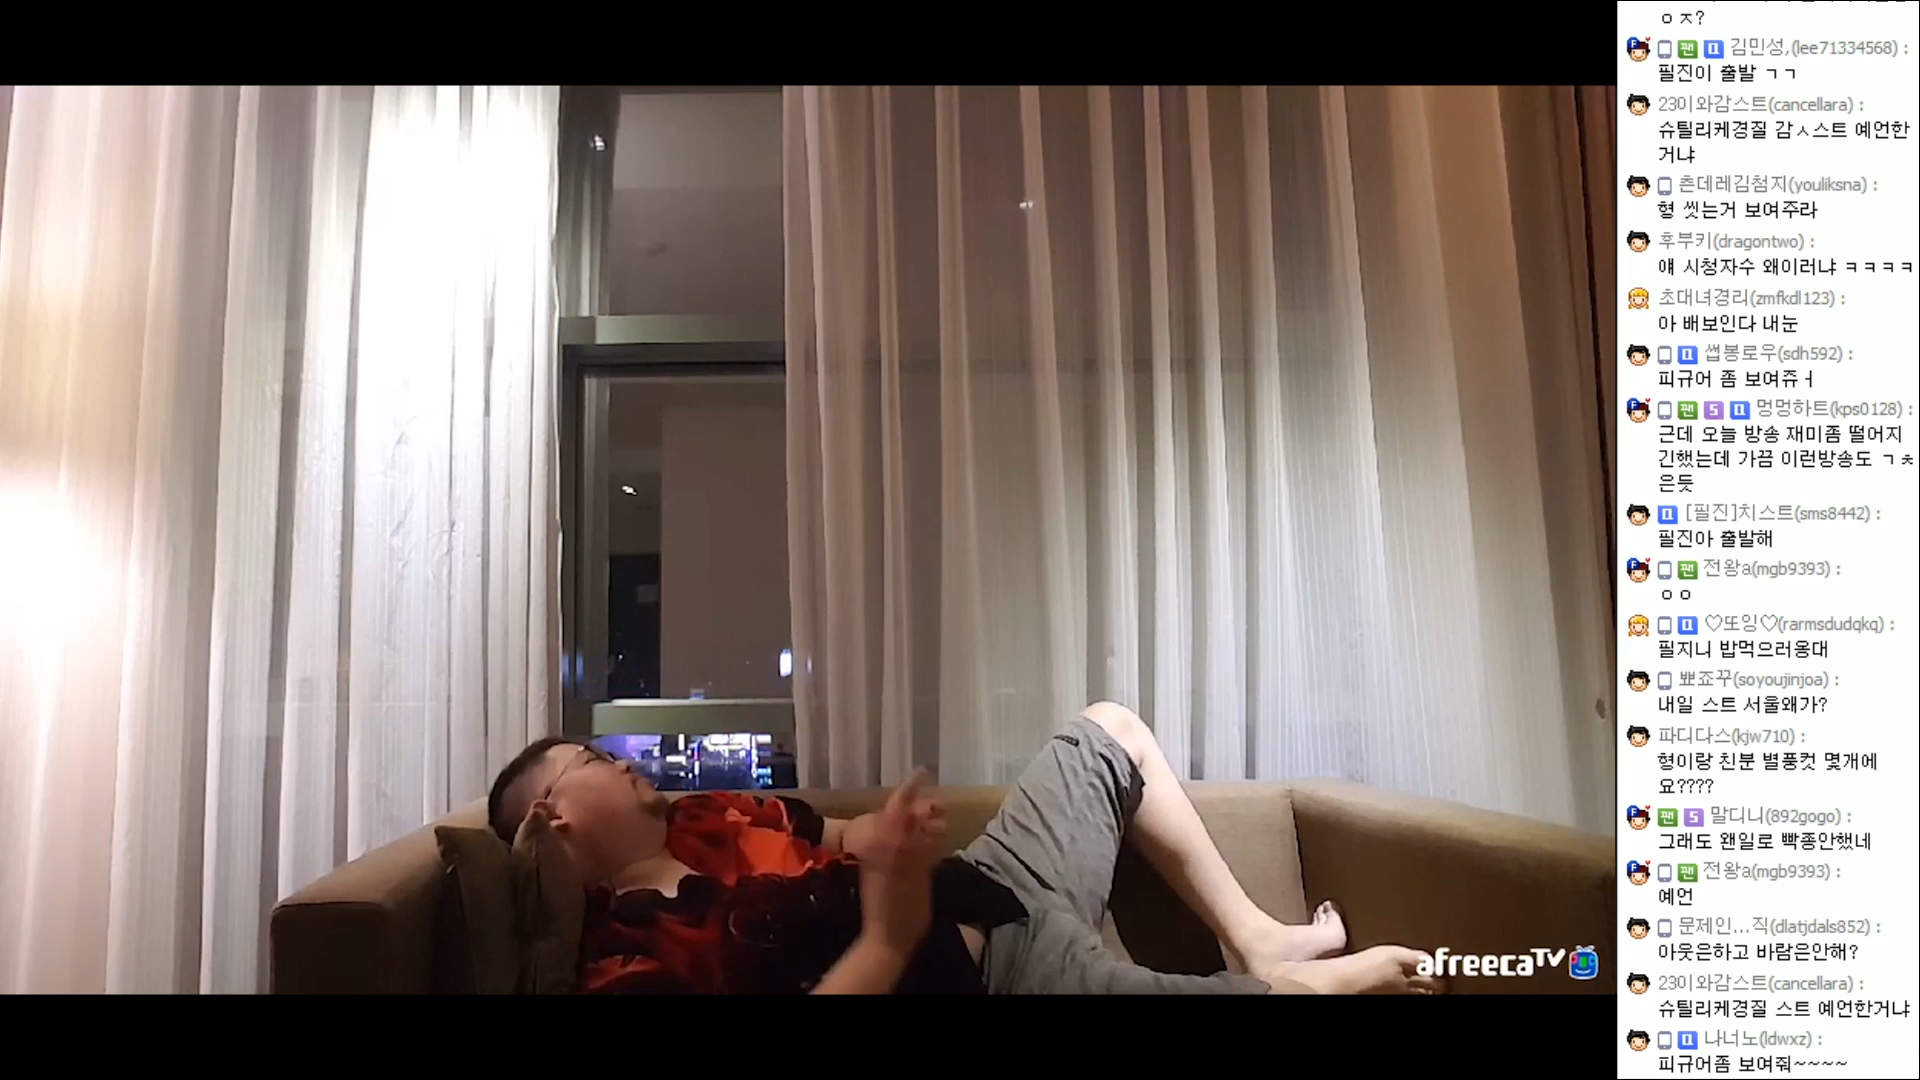 ㅇㅈ?
김민성,(lee71334568) :
필진이 출발 ㄱㄱ
23이와감스트(cancellara) :
슈틸리케경질 감ㅅ스트 예언한
거냐
츤데레김첨지(youliksna) :
형 씻는거 보여주라
후부키(dragontwo) :
얘 시청자수 왜이러냐 ㅋㅋㅋㅋ
초대녀경리(zmfkdl123) :
아 배보인다 내눈
썹봉로우(sdh592) :
피규어 좀 보여쥬ㅓ
멍멍하트(kps0128) :
근데 오늘 방송 재미좀 떨어지
긴했는데 가끔 이런방송도 ㄱㅊ
은듯
[필진]치스트(sms8442) :
필진아 출발해
전왕a(mgb9393) :
ㅇㅇ
♡또잉♡(rarmsdudqkq) :
필지니 밥먹으러옹대
뽀죠꾸(soyoujinjoa) :
내일 스트 서울왜가?
파디다스(kjw710) :
형이랑 친분 별풍컷 몇개에
요????
말디니(892gogo) :
그래도 왠일로 빡종안했네
전왕a(mgb9393) :
예언
문제인...직(dlatjdals852) :
아웃은하고 바람은안해?
23이와감스트(cancellara) :
슈틸리케경질 스트 예언한거냐
나너노(ldwxz) :
피규어좀 보여줘~~~~
afreecaTV